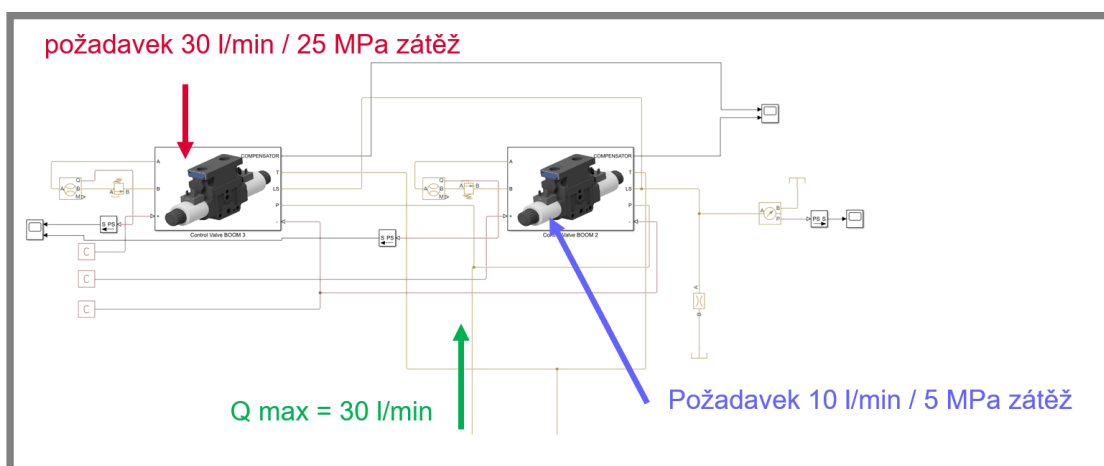 požadavek 30 l/min / 25 MPa zátěž
A
B
+
COMPENSATOR
T
LS
P
-
Control Valve BOOM 3
A
B
+
COMPENSATOR
T
LS
P
-
Control Valve BOOM 2
A
Q
B
M
A
B
A
Q
B
M
A
B
S PS
S PS
C
C
C
A
B
P
PS S
A
B
Q max = 30 l/min
Požadavek 10 l/min / 5 MPa zátěž